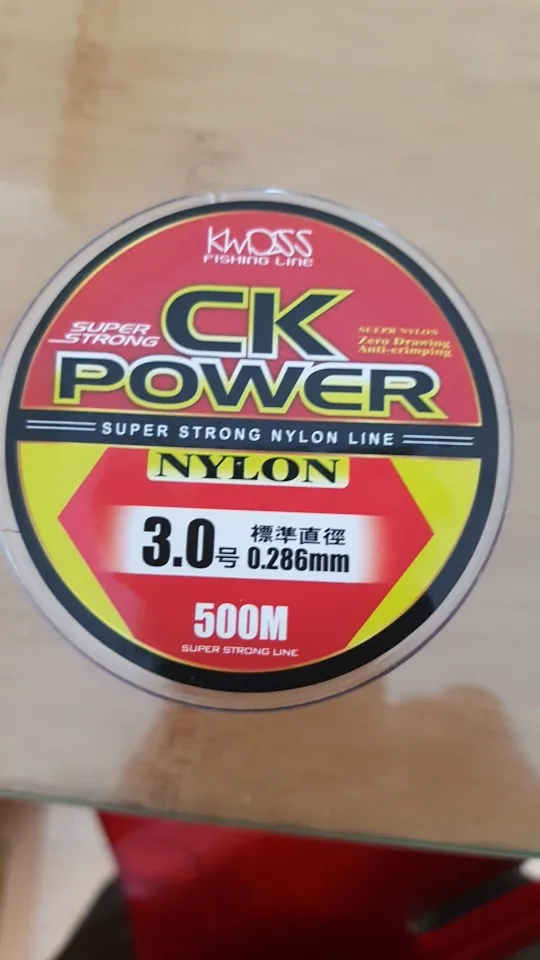 KWOSS
FISHING LINE
SUPER
STRONG
CK
POWER
SUEPR NYLON
Zero Drawing
Anti-crimping
SUPER STRONG NYLON LINE
NYLON
3.0号
標準直徑
0.286mm
500M
SUPER STRONG LINE